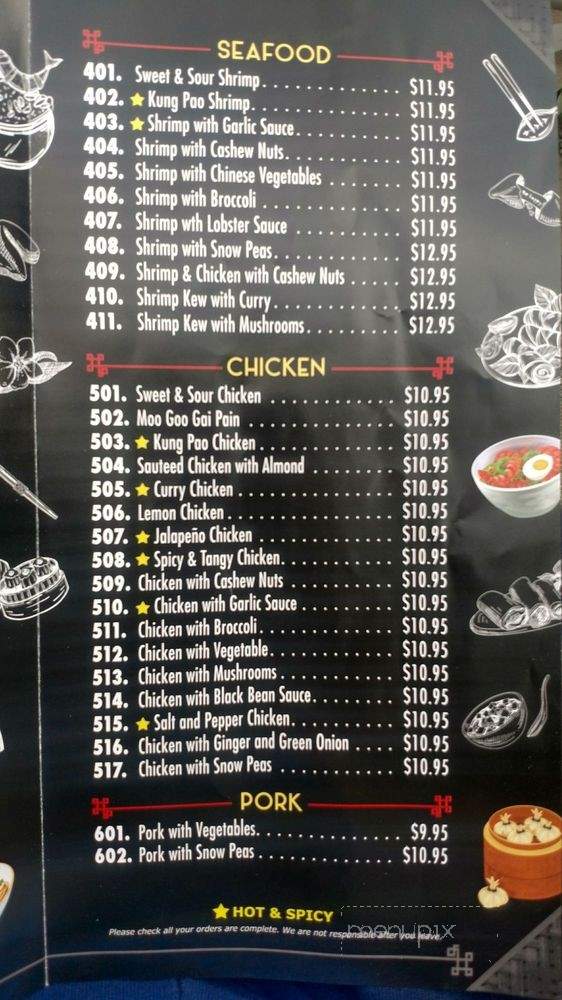 SEAFOOD
401. Sweet & Sour Shrimp. . . . . . . . . . . . . . $11.95
402. ★ Kung Pao Shrimp. . . . . . . . . . . . . . . $11.95
403. ★ Shrimp with Garlic Sauce. . . . . . . . . . $11.95
404. Shrimp with Cashew Nuts. . . . . . . . . . . $11.95
405. Shrimp with Chinese Vegetables . . . . . . . $11.95
406. Shrimp with Broccoli . . . . . . . . . . . . . . $11.95
407. Shrimp wth Lobster Sauce . . . . . . . . . . $11.95
408. Shrimp with Snow Peas. . . . . . . . . . . . $12.95
409. Shrimp & Chicken with Cashew Nuts . . . . . $12.95
410. Shrimp Kew with Curry. . . . . . . . . . . . $12.95
411. Shrimp Kew with Mushrooms. . . . . . . . . $12.95
CHICKEN
501. Sweet & Sour Chicken . . . . . . . . . . . . $10.95
502. Moo Goo Gai Pain . . . . . . . . . . . . . . $10.95
503. ★ Kung Pao Chicken . . . . . . . . . . . . . $10.95
504. Sauteed Chicken with Almond . . . . . . . . $10.95
505. ★ Curry Chicken . . . . . . . . . . . . . . . $10.95
506. Lemon Chicken . . . . . . . . . . . . . . . . $10.95
507. ★ Jalapeño Chicken . . . . . . . . . . . . . $10.95
508. ★ Spicy & Tangy Chicken. . . . . . . . . . . $10.95
509. Chicken with Cashew Nuts . . . . . . . . . . $10.95
510. ★ Chicken with Garlic Sauce . . . . . . . . . $10.95
511. Chicken with Broccoli . . . . . . . . . . . . . $10.95
512. Chicken with Vegetable. . . . . . . . . . . . $10.95
513. Chicken with Mushrooms . . . . . . . . . . . $10.95
514. Chicken with Black Bean Sauce. . . . . . . . $10.95
515. ★ Salt and Pepper Chicken. . . . . . . . . . $10.95
516. Chicken with Ginger and Green Onion . . . . $10.95
517. Chicken with Snow Peas . . . . . . . . . . . $10.95
PORK
601. Pork with Vegetables. . . . . . . . . . . . . . $9.95
602. Pork with Snow Peas . . . . . . . . . . . . . $10.95
★ HOT & SPICY
Please check all your orders are complete. We are not responsible after you leave.
menupix